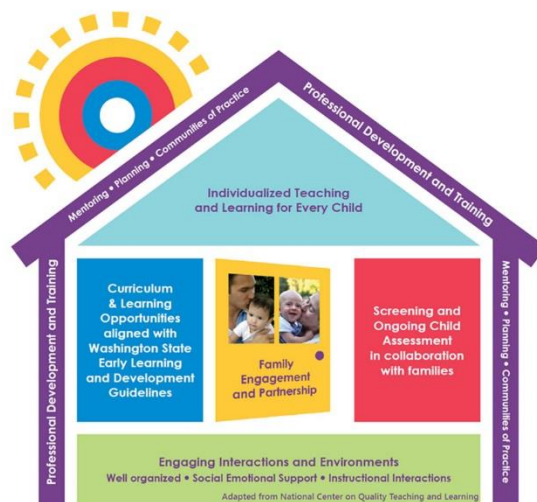 Mentoring • Planning • Communities of Practice
Professional Development and Training
Individualized Teaching
and Learning for Every Child
Professional Development and Training
Curriculum
& Learning
Opportunities
aligned with
Washington State
Early Learning
and Development
Guidelines
Family
Engagement
and Partnership
Screening and
Ongoing Child
Assessment
in collaboration
with families
Mentoring • Planning • Communities of Practice
Engaging Interactions and Environments
Well organized • Social Emotional Support • Instructional Interactions
Adapted from National Center on Quality Teaching and Learning